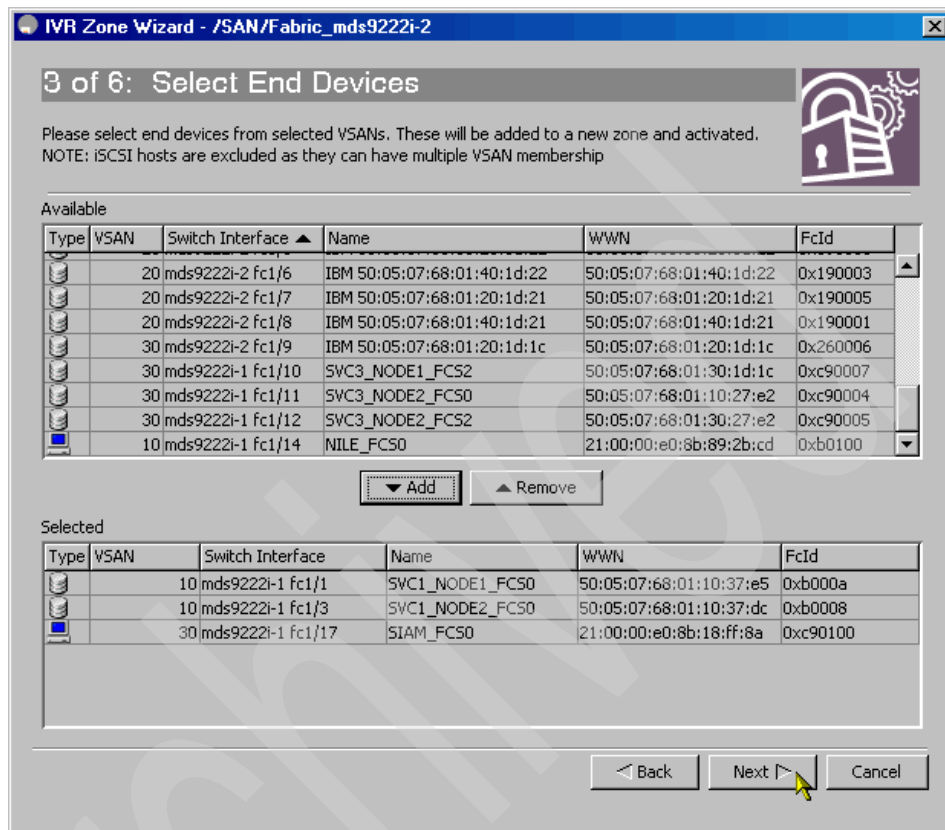 IVR Zone Wizard - /SAN/Fabric_mds9222i-2
3 of 6: Select End Devices
Please select end devices from selected VSANs. These will be added to a new zone and activated.
NOTE: iSCSI hosts are excluded as they can have multiple VSAN membership
Available
Type VSAN Switch Interface Name WWN FcId
20 mds9222i-2 fc1/6 IBM 50:05:07:68:01:40:1d:22 50:05:07:68:01:40:1d:22 0x190003
20 mds9222i-2 fc1/7 IBM 50:05:07:68:01:20:1d:21 50:05:07:68:01:20:1d:21 0x190005
20 mds9222i-2 fc1/8 IBM 50:05:07:68:01:40:1d:21 50:05:07:68:01:40:1d:21 0x190001
30 mds9222i-2 fc1/9 IBM 50:05:07:68:01:20:1d:1c 50:05:07:68:01:20:1d:1c 0x260006
30 mds9222i-1 fc1/10 SVC3_NODE1_FCS2 50:05:07:68:01:30:1d:1c 0xc90007
30 mds9222i-1 fc1/11 SVC3_NODE2_FCS0 50:05:07:68:01:10:27:e2 0xc90004
30 mds9222i-1 fc1/12 SVC3_NODE2_FCS2 50:05:07:68:01:30:27:e2 0xc90005
10 mds9222i-1 fc1/14 NILE_FCS0 21:00:00:e0:8b:89:2b:cd 0xb0100
Add Remove
Selected
Type VSAN Switch Interface Name WWN FcId
10 mds9222i-1 fc1/1 SVC1_NODE1_FCS0 50:05:07:68:01:10:37:e5 0xb000a
10 mds9222i-1 fc1/3 SVC1_NODE2_FCS0 50:05:07:68:01:10:37:dc 0xb0008
30 mds9222i-1 fc1/17 SIAM_FCS0 21:00:00:e0:8b:18:ff:8a 0xc90100
Back Next Cancel